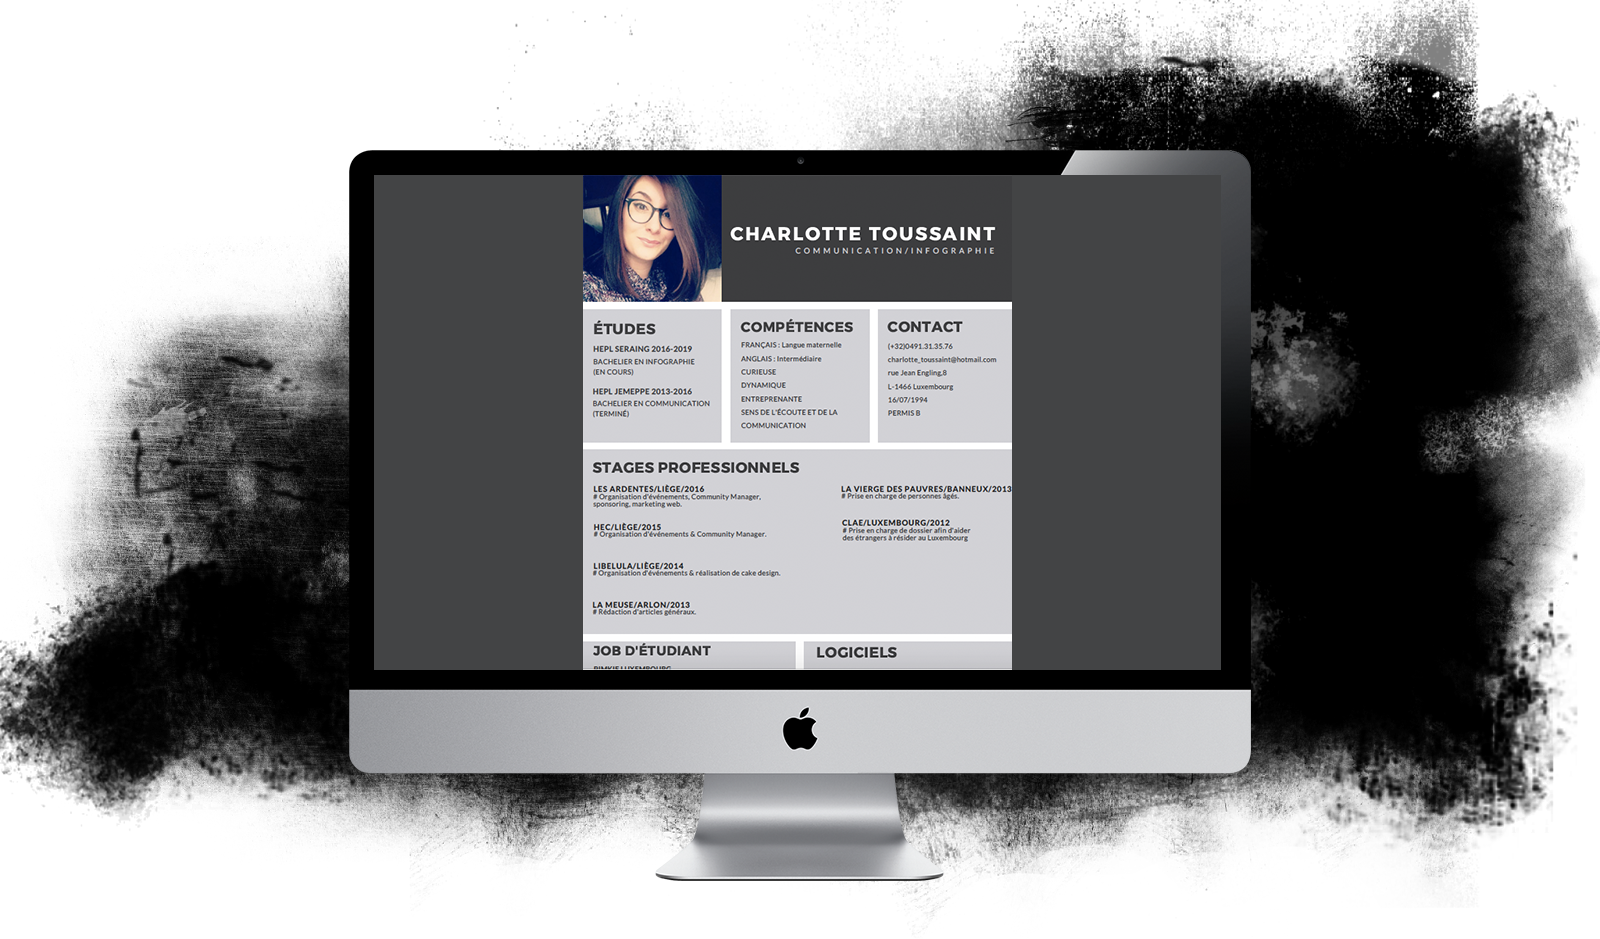 CHARLOTTE TOUSSAINT
COMMUNICATION/INFOGRAPHIE
ÉTUDES
HEPL SERAING 2016-2019
BACHELIER EN INFOGRAPHIE
(EN COURS)
HEPL JEMEPPE 2013-2016
BACHELIER EN COMMUNICATION
(TERMINÉ)
COMPÉTENCES
FRANÇAIS : Langue maternelle
ANGLAIS : Intermédiaire
CURIEUSE
DYNAMIQUE
ENTREPRENANTE
SENS DE L'ÉCOUTE ET DE LA
COMMUNICATION
CONTACT
(+32)0491.31.35.76
charlotte_toussaint@hotmail.com
rue Jean Engling,8
L-1466 Luxembourg
16/07/1994
PERMIS B
STAGES PROFESSIONNELS
LES ARDENTES/LIÈGE/2016
# Organisation d'événements, Community Manager,
sponsoring, marketing web.
HEC/LIÈGE/2015
# Organisation d'événements & Community Manager.
LIBELULA/LIÈGE/2014
# Organisation d'événements & réalisation de cake design.
LA MEUSE/ARLON/2013
# Rédaction d'articles généraux.
LA VIERGE DES PAUVRES/BANNEUX/2013
# Prise en charge de personnes âgés.
CLAE/LUXEMBOURG/2012
# Prise en charge de dossier afin d'aider
des étrangers à résider au Luxembourg
JOB D'ÉTUDIANT
LOGICIELS